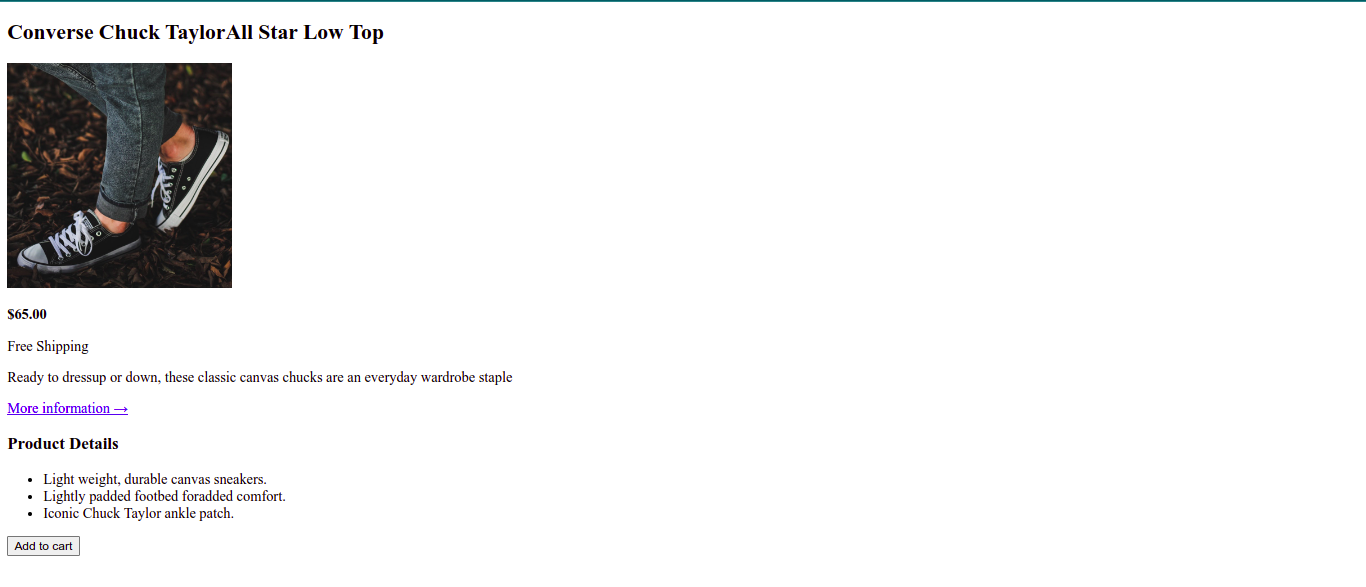 Converse Chuck TaylorAll Star Low Top
$65.00
Free Shipping
Ready to dressup or down, these classic canvas chucks are an everyday wardrobe staple
More information →
Product Details
• Light weight, durable canvas sneakers.
• Lightly padded footbed foradded comfort.
• Iconic Chuck Taylor ankle patch.
Add to cart